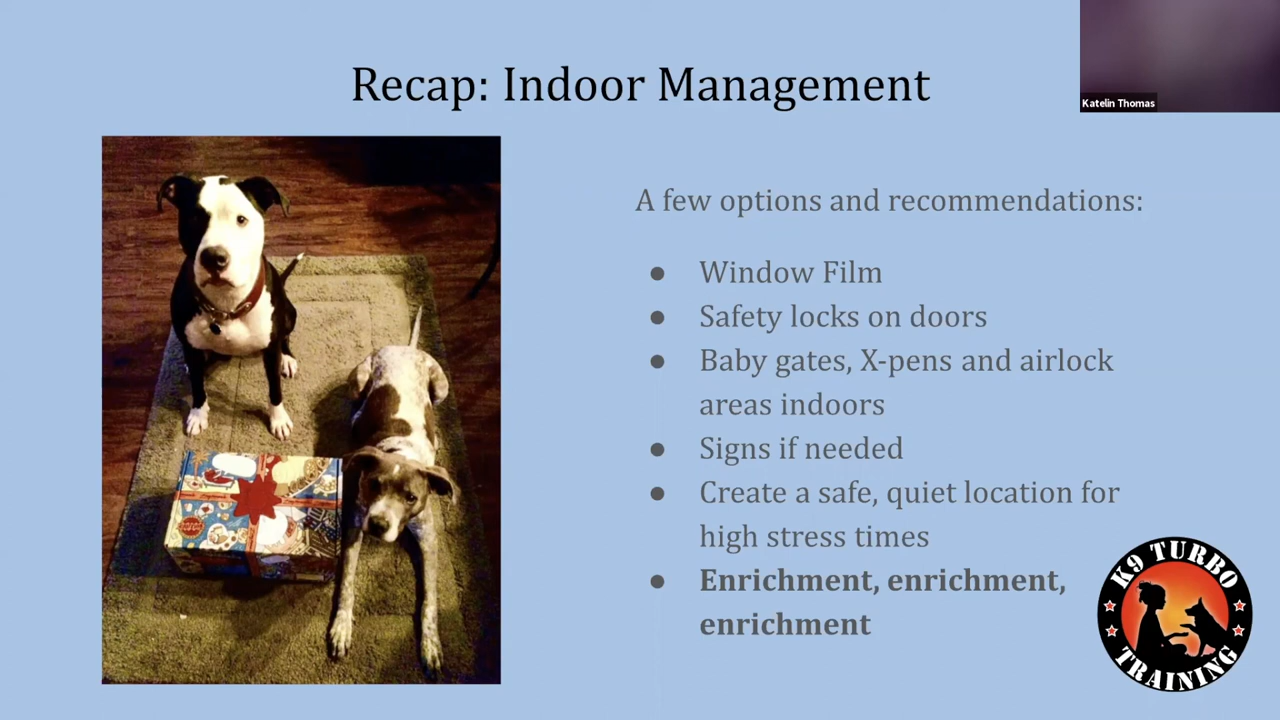 Recap: Indoor Management
Katelin Thomas
A few options and recommendations:
● Window Film
● Safety locks on doors
● Baby gates, X-pens and airlock
areas indoors
● Signs if needed
● Create a safe, quiet location for
high stress times
● Enrichment, enrichment,
enrichment
K9 TURBO
TRAINING